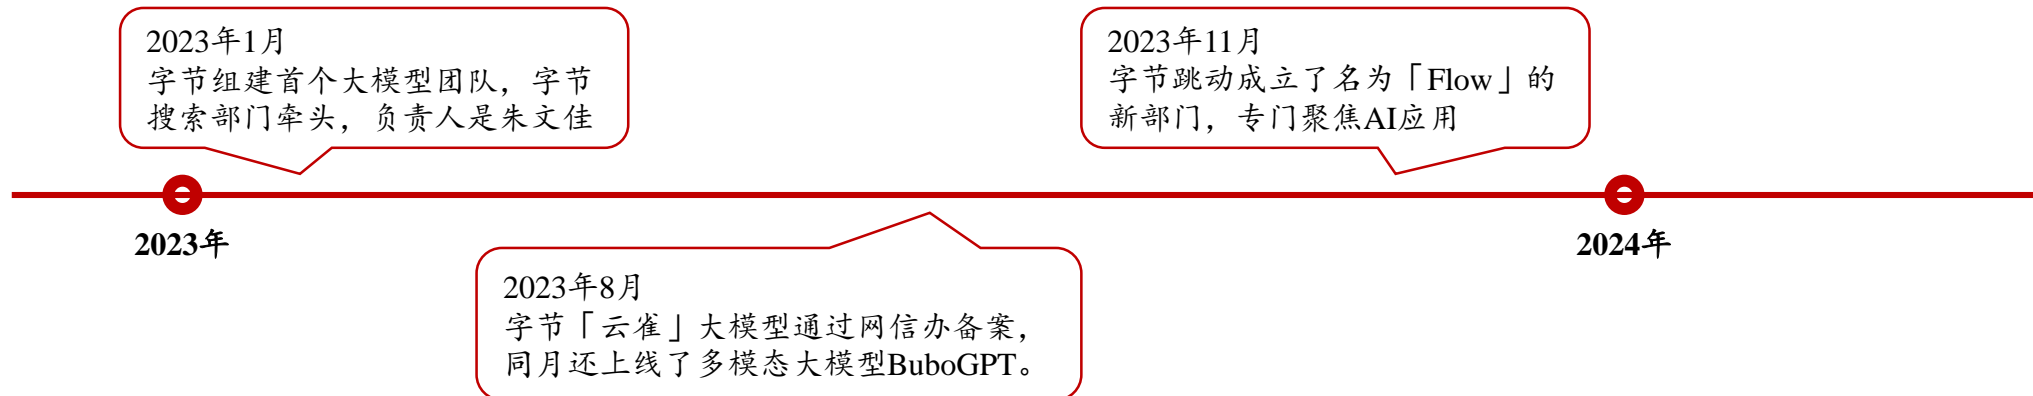 2023年1月
字节组建首个大模型团队，字节
搜索部门牵头，负责人是朱文佳
2023年11月
字节跳动成立了名为「Flow」的
新部门，专门聚焦AI应用
2023年
2024年
2023年8月
字节「云雀」大模型通过网信办备案，
同月还上线了多模态大模型BuboGPT。